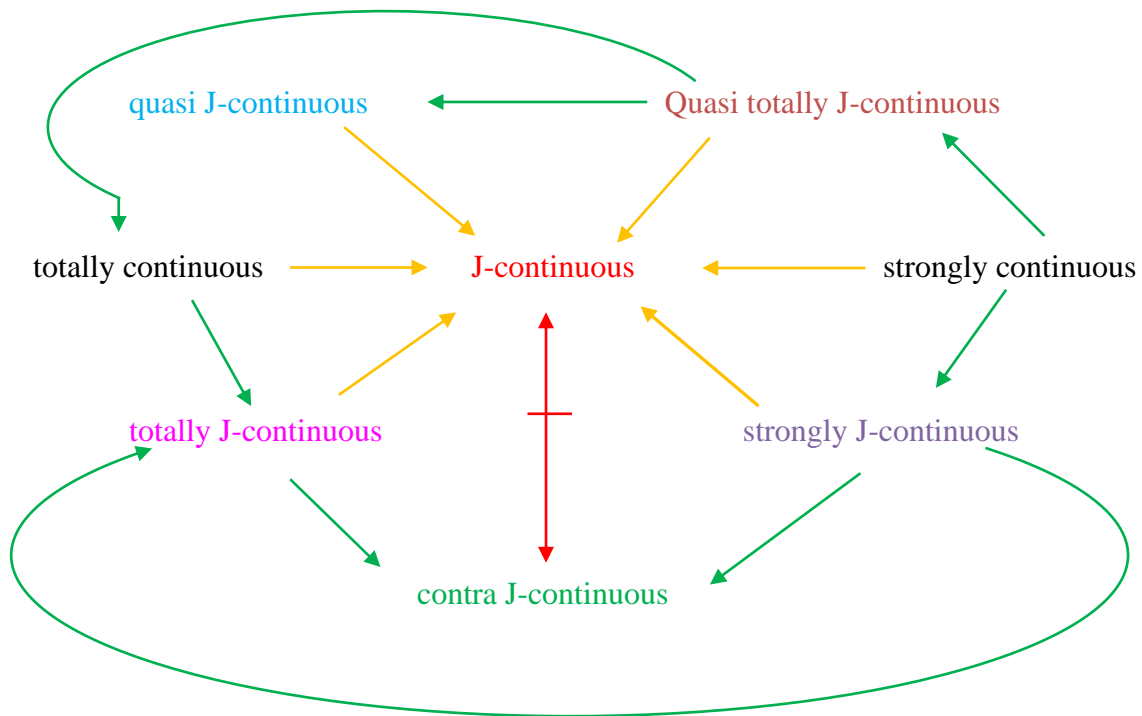 quasi J-continuous
Quasi totally J-continuous
totally continuous
J-continuous
strongly continuous
totally J-continuous
strongly J-continuous
contra J-continuous